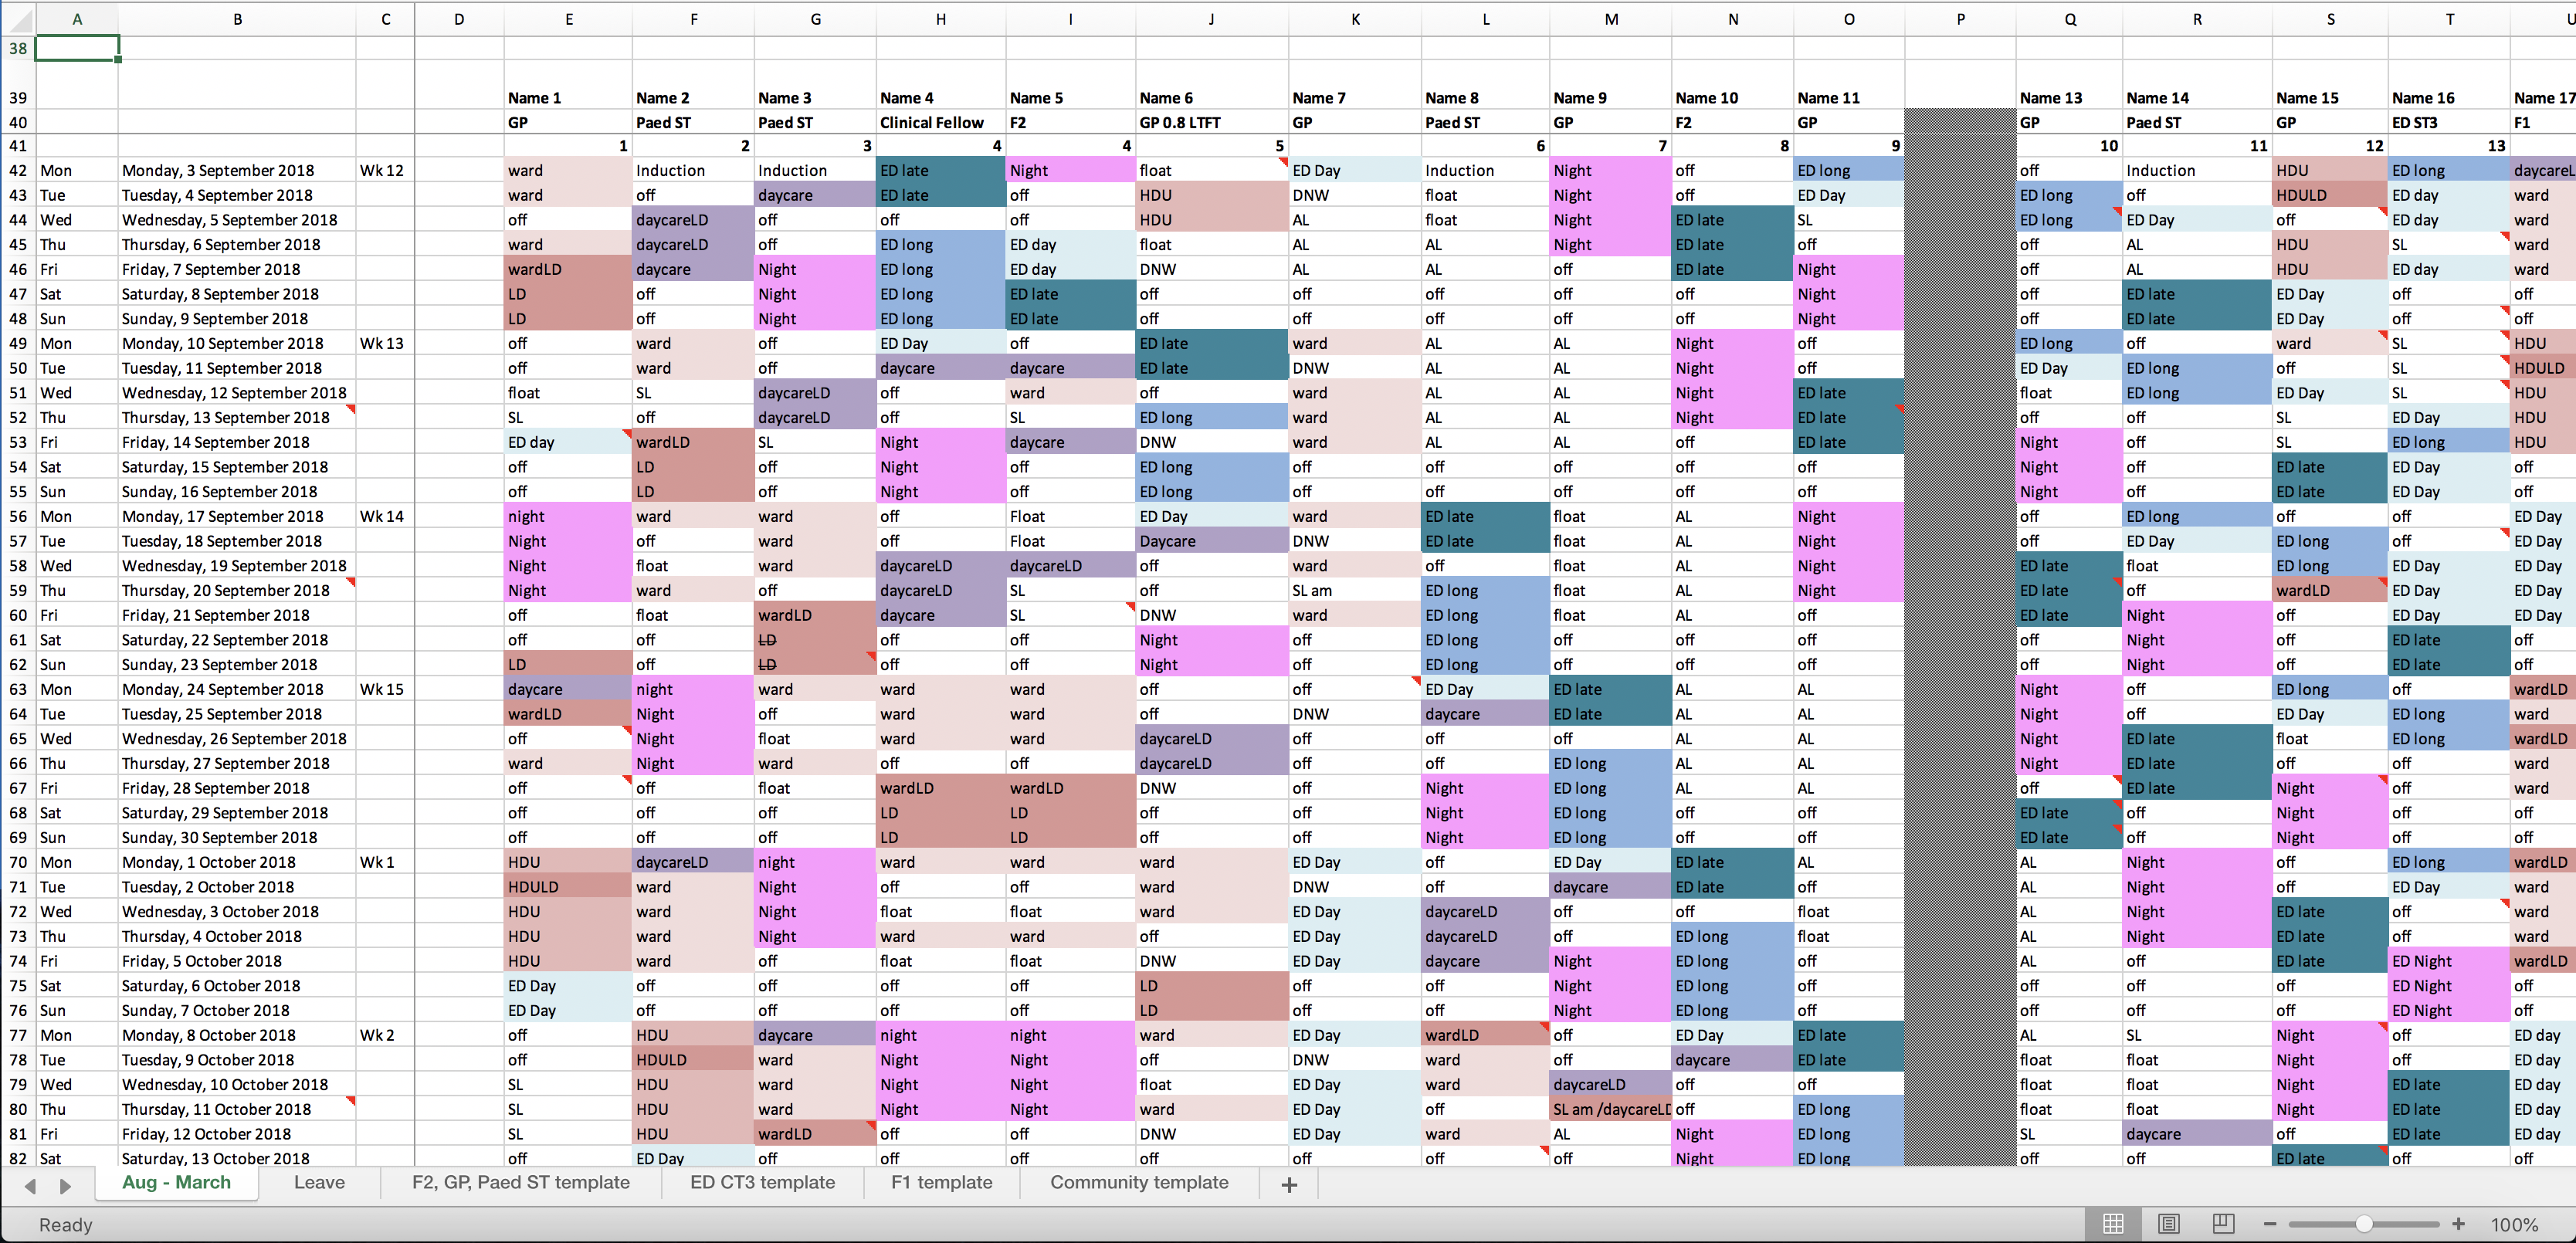 A B C D E F G H I J K L M N O P Q R S T U
38
39 Name 1 Name 2 Name 3 Name 4 Name 5 Name 6 Name 7 Name 8 Name 9 Name 10 Name 11 Name 13 Name 14 Name 15 Name 16 Name 17
40 GP Paed ST Paed ST Clinical Fellow F2 GP 0.8 LTFT GP Paed ST GP F2 GP GP Paed ST GP ED ST3 F1
41 1 2 3 4 4 5 6 7 8 9 10 11 12 13
42 Mon Monday, 3 September 2018 Wk 12 ward Induction Induction ED late Night float ED Day Induction Night off ED long off Induction HDU ED long daycareL
43 Tue Tuesday, 4 September 2018 ward off daycare ED late off HDU DNW float Night off ED Day ED long off HDULD ED day ward
44 Wed Wednesday, 5 September 2018 off daycareLD off off off HDU AL float Night ED late SL ED long ED Day off ED day ward
45 Thu Thursday, 6 September 2018 ward daycareLD off ED long ED day float AL AL Night ED late off off AL HDU SL ward
46 Fri Friday, 7 September 2018 wardLD daycare Night ED long ED day DNW AL AL off ED late Night off AL HDU ED day ward
47 Sat Saturday, 8 September 2018 LD off Night ED long ED late off off off off off Night off ED late ED Day off off
48 Sun Sunday, 9 September 2018 LD off Night ED long ED late off off off off off Night off ED late ED Day off off
49 Mon Monday, 10 September 2018 Wk 13 off ward off ED Day off ED late ward AL AL Night off ED long off ward SL HDU
50 Tue Tuesday, 11 September 2018 off ward off daycare daycare ED late DNW AL AL Night off ED Day ED long off SL HDULD
51 Wed Wednesday, 12 September 2018 float SL daycareLD off ward off ward AL AL Night ED late float ED long ED Day SL HDU
52 Thu Thursday, 13 September 2018 SL off daycareLD off SL ED long ward AL AL Night ED late off off SL ED Day HDU
53 Fri Friday, 14 September 2018 ED day wardLD SL Night daycare DNW ward AL AL off ED late Night off SL ED long HDU
54 Sat Saturday, 15 September 2018 off LD off Night off ED long off off off off off Night off ED late ED Day off
55 Sun Sunday, 16 September 2018 off LD off Night off ED long off off off off off Night off ED late ED Day off
56 Mon Monday, 17 September 2018 Wk 14 night ward ward off Float ED Day ward ED late float AL Night off ED long off off ED Day
57 Tue Tuesday, 18 September 2018 Night off ward off Float Daycare DNW ED late float AL Night off ED Day ED long off ED Day
58 Wed Wednesday, 19 September 2018 Night float ward daycareLD daycareLD off ward off float AL Night ED late float ED long ED Day ED Day
59 Thu Thursday, 20 September 2018 Night ward off daycareLD SL off SL am ED long float AL Night ED late off wardLD ED Day ED Day
60 Fri Friday, 21 September 2018 off float wardLD daycare SL DNW ward ED long float AL off ED late Night off ED Day ED Day
61 Sat Saturday, 22 September 2018 off off LD off off Night off ED long off off off off Night off ED late off
62 Sun Sunday, 23 September 2018 LD off LD off off Night off ED long off off off off Night off ED late off
63 Mon Monday, 24 September 2018 Wk 15 daycare night ward ward ward off off ED Day ED late AL AL Night off ED long off wardLD
64 Tue Tuesday, 25 September 2018 wardLD Night off ward ward off DNW daycare ED late AL AL Night off ED Day ED long ward
65 Wed Wednesday, 26 September 2018 off Night float ward ward daycareLD off off off AL AL Night ED late float ED long wardLD
66 Thu Thursday, 27 September 2018 ward Night ward off off daycareLD off off ED long AL AL Night ED late off off ward
67 Fri Friday, 28 September 2018 off off float wardLD wardLD DNW off Night ED long AL AL off ED late Night off ward
68 Sat Saturday, 29 September 2018 off off off LD LD off off Night ED long off off ED late off Night off off
69 Sun Sunday, 30 September 2018 off off off LD LD off off Night ED long off off ED late off Night off off
70 Mon Monday, 1 October 2018 Wk 1 HDU daycareLD night ward ward ward ED Day off ED Day ED late AL AL Night off ED long wardLD
71 Tue Tuesday, 2 October 2018 HDULD ward Night off off ward DNW off daycare ED late off AL Night off ED Day ward
72 Wed Wednesday, 3 October 2018 HDU ward Night float float ward ED Day daycareLD off off float AL Night ED late off ward
73 Thu Thursday, 4 October 2018 HDU ward Night ward ward off ED Day daycareLD off ED long float AL Night ED late off ward
74 Fri Friday, 5 October 2018 HDU ward off float float DNW ED Day daycare Night ED long off AL off ED late ED Night wardLD
75 Sat Saturday, 6 October 2018 ED Day off off off off LD off off Night ED long off off off off ED Night off
76 Sun Sunday, 7 October 2018 ED Day off off off off LD off off Night ED long off off off off ED Night off
77 Mon Monday, 8 October 2018 Wk 2 off HDU daycare night night ward ED Day wardLD off ED Day ED late AL SL Night off ED day
78 Tue Tuesday, 9 October 2018 off HDULD ward Night Night off DNW ward off daycare ED late float float Night off ED day
79 Wed Wednesday, 10 October 2018 SL HDU ward Night Night float ED Day ward daycareLD off off float float Night ED late ED day
80 Thu Thursday, 11 October 2018 SL HDU ward Night Night ward ED Day off SL am /daycareLD off ED long float float Night ED late ED day
81 Fri Friday, 12 October 2018 SL HDU wardLD off off DNW ED Day ward AL Night ED long SL daycare off ED late ED day
82 Sat Saturday, 13 October 2018 off ED Day off off off off off off off Night ED long off off ED late off off
Aug - March Leave F2, GP, Paed ST template ED CT3 template F1 template Community template +
Ready 100%